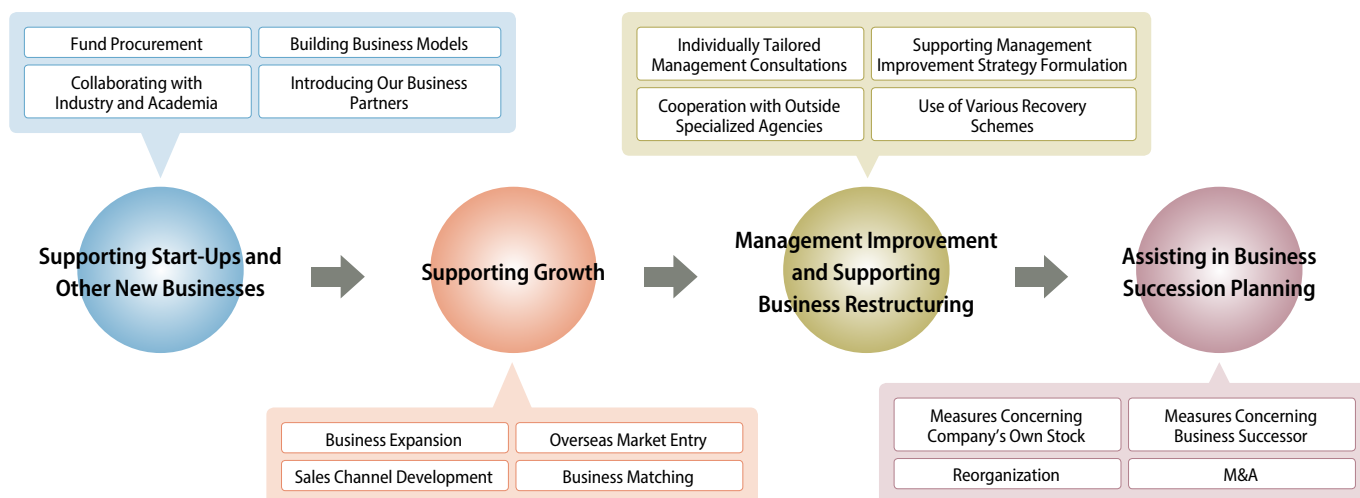 Fund Procurement
Building Business Models
Collaborating with
Industry and Academia
Introducing Our Business
Partners
Individually Tailored
Management Consultations
Supporting Management
Improvement Strategy Formulation
Cooperation with Outside
Specialized Agencies
Use of Various Recovery
Schemes
Supporting Start-Ups and
Other New Businesses
Supporting Growth
Management Improvement
and Supporting
Business Restructuring
Assisting in Business
Succession Planning
Business Expansion
Overseas Market Entry
Sales Channel Development
Business Matching
Measures Concerning
Company's Own Stock
Measures Concerning
Business Successor
Reorganization
M&A